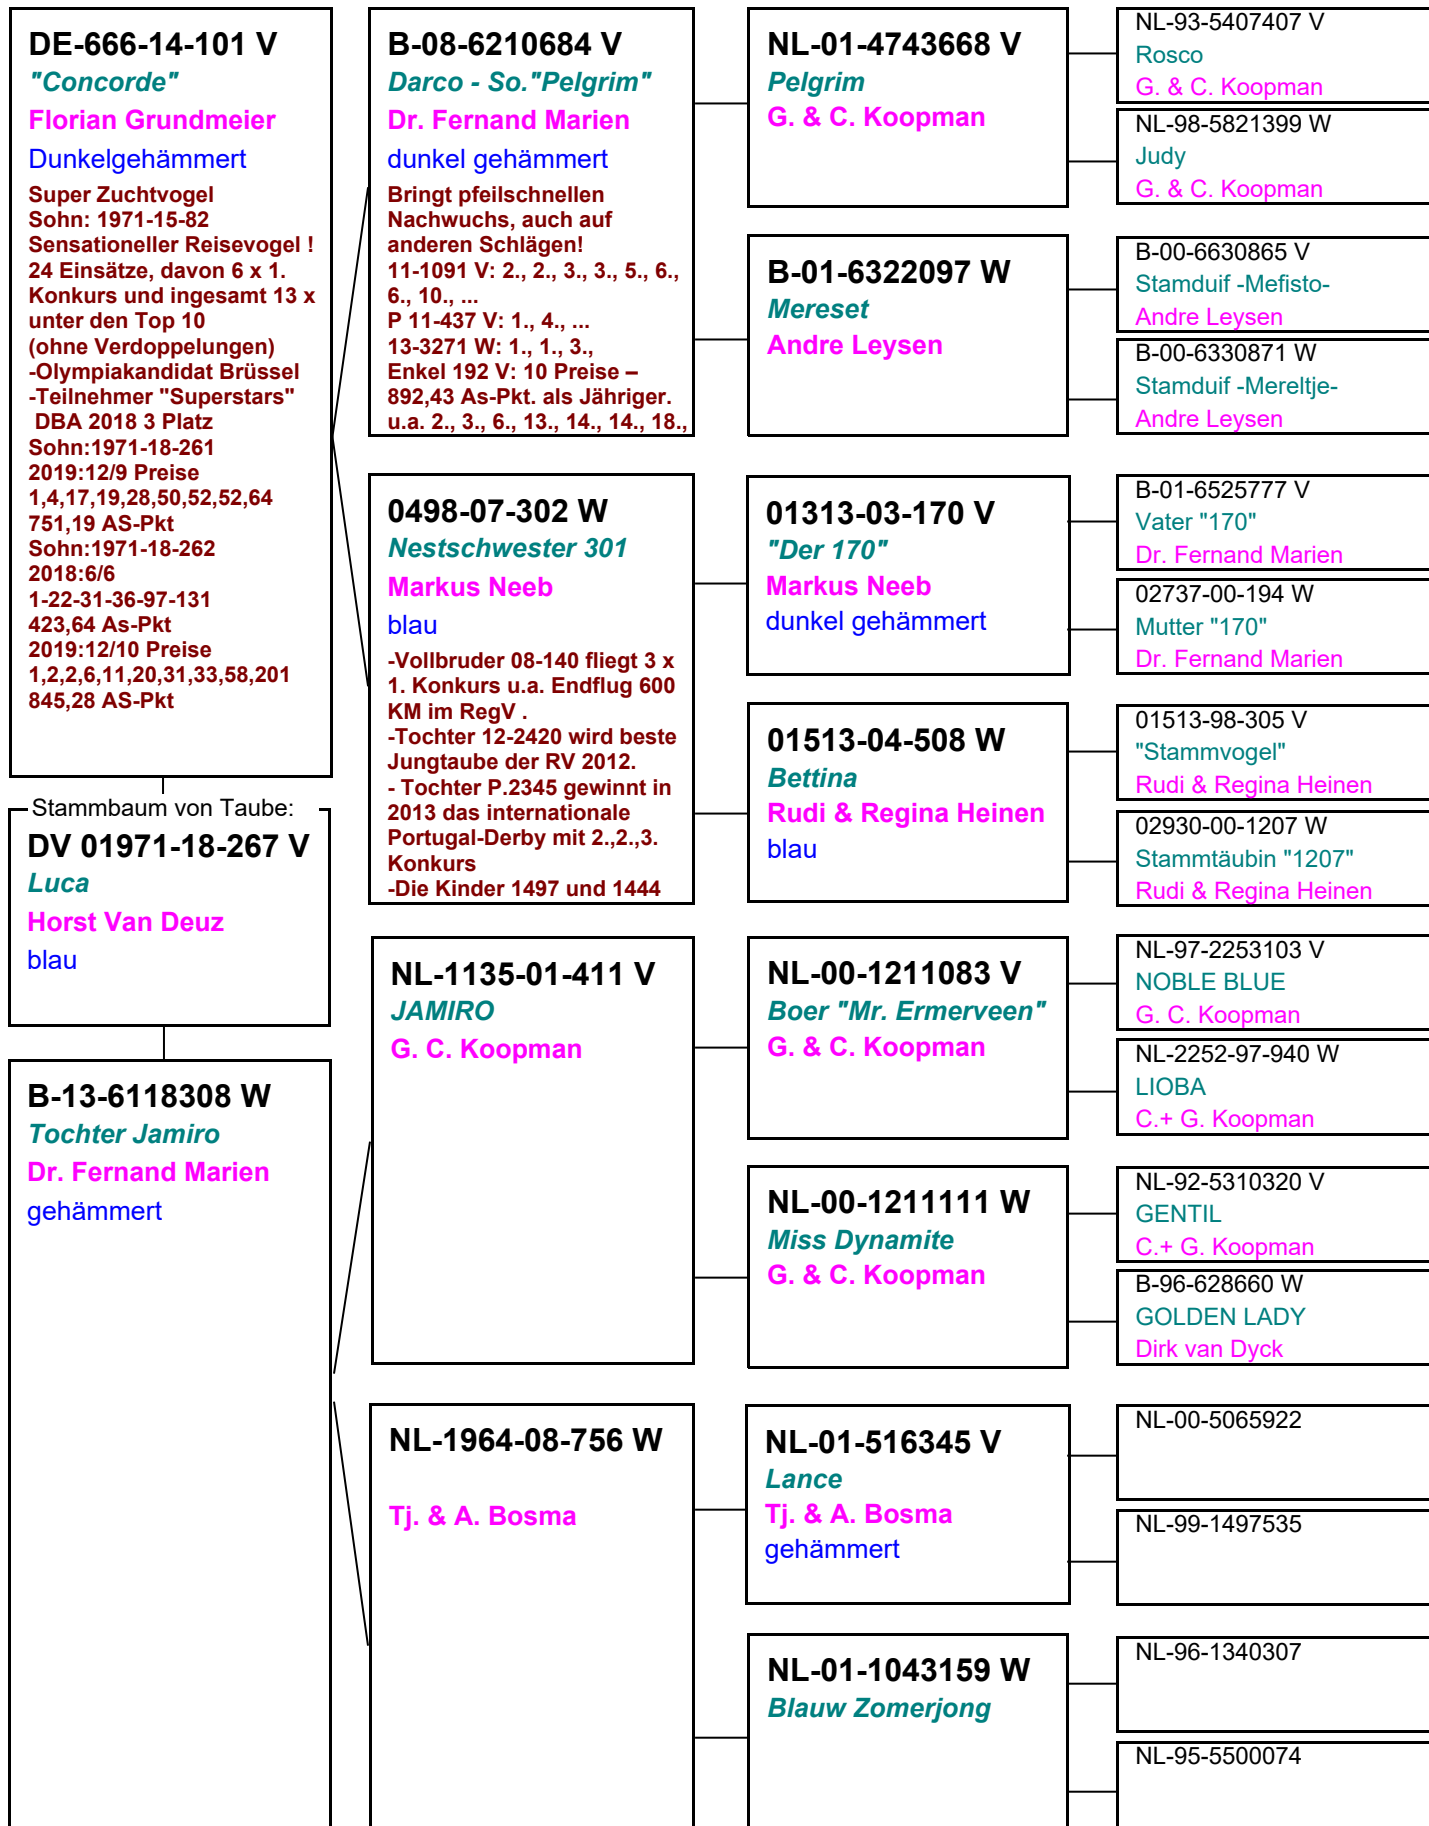 DE-666-14-101 V
"Concorde"
Florian Grundmeier
Dunkelgehämmert
Super Zuchtvogel
Sohn: 1971-15-82
Sensationeller Reisevogel !
24 Einsätze, davon 6 x 1.
Konkurs und ingesamt 13 x
unter den Top 10
(ohne Verdoppelungen)
-Olympiakandidat Brüssel
-Teilnehmer "Superstars"
DBA 2018 3 Platz
Sohn:1971-18-261
2019:12/9 Preise
1,4,17,19,28,50,52,52,64
751,19 AS-Pkt
Sohn:1971-18-262
2018:6/6
1-22-31-36-97-131
423,64 As-Pkt
2019:12/10 Preise
1,2,2,6,11,20,31,33,58,201
845,28 AS-Pkt
Stammbaum von Taube:
DV 01971-18-267 V
Luca
Horst Van Deuz
blau
B-13-6118308 W
Tochter Jamiro
Dr. Fernand Marien
gehämmert
B-08-6210684 V
Darco - So."Pelgrim"
Dr. Fernand Marien
dunkel gehämmert
Bringt pfeilschnellen
Nachwuchs, auch auf
anderen Schlägen!
11-1091 V: 2., 2., 3., 3., 5., 6.,
6., 10., ...
P 11-437 V: 1., 4., ...
13-3271 W: 1., 1., 3.,
Enkel 192 V: 10 Preise –
892,43 As-Pkt. als Jähriger.
u.a. 2., 3., 6., 13., 14., 14., 18.,
0498-07-302 W
Nestschwester 301
Markus Neeb
blau
-Vollbruder 08-140 fliegt 3 x
1. Konkurs u.a. Endflug 600
KM im RegV .
-Tochter 12-2420 wird beste
Jungtaube der RV 2012.
- Tochter P.2345 gewinnt in
2013 das internationale
Portugal-Derby mit 2.,2.,3.
Konkurs
-Die Kinder 1497 und 1444
NL-1135-01-411 V
JAMIRO
G. C. Koopman
NL-1964-08-756 W
Tj. & A. Bosma
NL-01-4743668 V
Pelgrim
G. & C. Koopman
B-01-6322097 W
Mereset
Andre Leysen
01313-03-170 V
"Der 170"
Markus Neeb
dunkel gehämmert
01513-04-508 W
Bettina
Rudi & Regina Heinen
blau
NL-00-1211083 V
Boer "Mr. Ermerveen"
G. & C. Koopman
NL-00-1211111 W
Miss Dynamite
G. & C. Koopman
NL-01-516345 V
Lance
Tj. & A. Bosma
gehämmert
NL-01-1043159 W
Blauw Zomerjong
NL-93-5407407 V
Rosco
G. & C. Koopman
NL-98-5821399 W
Judy
G. & C. Koopman
B-00-6630865 V
Stamduif -Mefisto-
Andre Leysen
B-00-6330871 W
Stamduif -Mereltje-
Andre Leysen
B-01-6525777 V
Vater "170"
Dr. Fernand Marien
02737-00-194 W
Mutter "170"
Dr. Fernand Marien
01513-98-305 V
"Stammvogel"
Rudi & Regina Heinen
02930-00-1207 W
Stammtäubin "1207"
Rudi & Regina Heinen
NL-97-2253103 V
NOBLE BLUE
G. C. Koopman
NL-2252-97-940 W
LIOBA
C.+ G. Koopman
NL-92-5310320 V
GENTIL
C.+ G. Koopman
B-96-628660 W
GOLDEN LADY
Dirk van Dyck
NL-00-5065922
NL-99-1497535
NL-96-1340307
NL-95-5500074